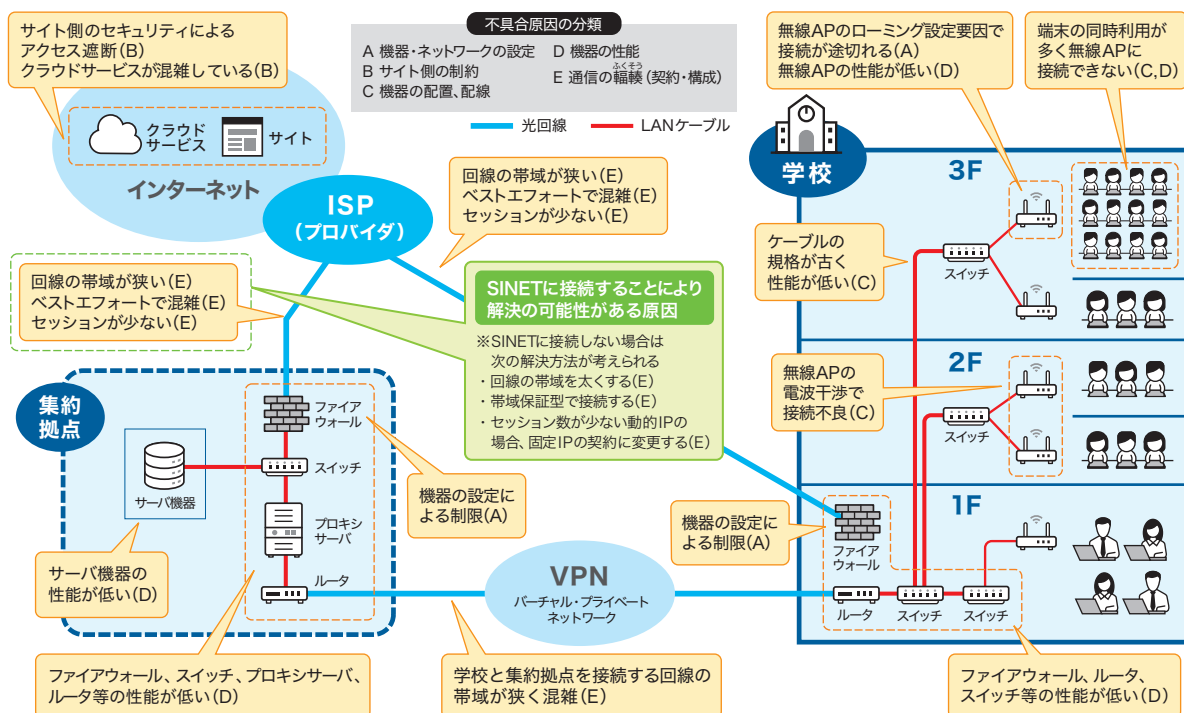 サイト側のセキュリティによる
アクセス遮断(B)
クラウドサービスが混雑している(B)
クラウド
サービス
サイト
インターネット
不具合原因の分類
A 機器・ネットワークの設定
B サイト側の制約
C 機器の配置、配線
D 機器の性能
ふくそう
E 通信の輻輳(契約・構成)
光回線
LANケーブル
無線APのローミング設定要因で
接続が途切れる(A)
無線APの性能が低い(D)
端末の同時利用が
多く無線APに
接続できない(C,D)
学校
3F
ISP
(プロバイダ)
回線の帯域が狭い(E)
ベストエフォートで混雑(E)
セッションが少ない(E)
ケーブルの
規格が古く
性能が低い(C)
スイッチ
回線の帯域が狭い(E)
ベストエフォートで混雑(E)
セッションが少ない(E)
SINETに接続することにより
解決の可能性がある原因
※SINETに接続しない場合は
次の解決方法が考えられる
・回線の帯域を太くする(E)
・帯域保証型で接続する(E)
・セッション数が少ない動的IPの
場合、固定IPの契約に変更する(E)
無線APの
電波干渉で
接続不良(C)
2F
スイッチ
集約
拠点
ファイア
ウォール
スイッチ
サーバ機器
プロキシ
サーバ
ルータ
機器の設定に
よる制限(A)
サーバ機器の
性能が低い(D)
機器の設定に
よる制限(A)
1F
ファイア
ウォール
ルータ
スイッチ
スイッチ
VPN
バーチャル・プライベート
ネットワーク
ファイアウォール、スイッチ、プロキシサーバ、
ルータ等の性能が低い(D)
学校と集約拠点を接続する回線の
帯域が狭く混雑(E)
ファイアウォール、ルータ、
スイッチ等の性能が低い(D)